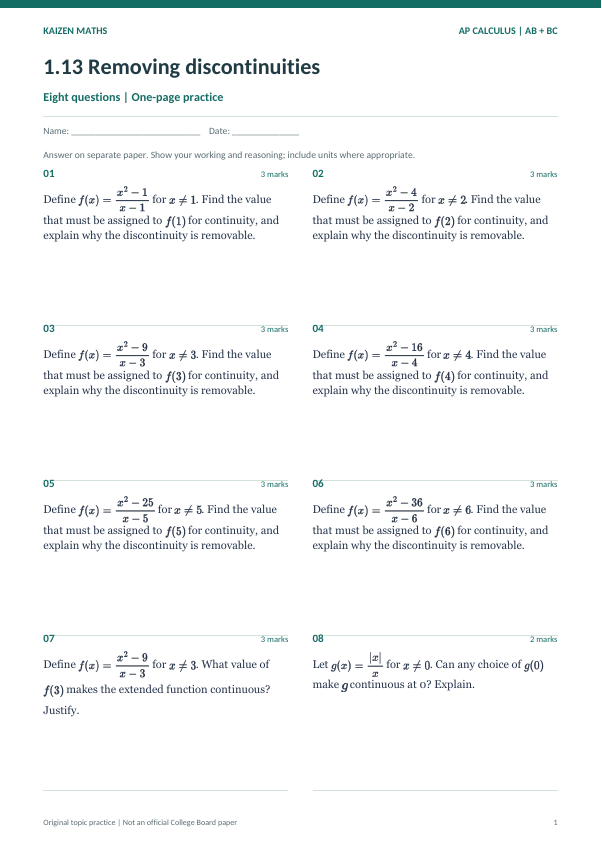 KAIZEN MATHS
AP CALCULUS | AB + BC
1.13 Removing discontinuities
Eight questions | One-page practice
Name: ____________________________ Date: ______________
Answer on separate paper. Show your working and reasoning; include units where appropriate.
01 3 marks
Define f(x) = (x² − 1)/(x − 1) for x ≠ 1. Find the value
that must be assigned to f(1) for continuity, and
explain why the discontinuity is removable.
02 3 marks
Define f(x) = (x² − 4)/(x − 2) for x ≠ 2. Find the value
that must be assigned to f(2) for continuity, and
explain why the discontinuity is removable.
03 3 marks
Define f(x) = (x² − 9)/(x − 3) for x ≠ 3. Find the value
that must be assigned to f(3) for continuity, and
explain why the discontinuity is removable.
04 3 marks
Define f(x) = (x² − 16)/(x − 4) for x ≠ 4. Find the value
that must be assigned to f(4) for continuity, and
explain why the discontinuity is removable.
05 3 marks
Define f(x) = (x² − 25)/(x − 5) for x ≠ 5. Find the value
that must be assigned to f(5) for continuity, and
explain why the discontinuity is removable.
06 3 marks
Define f(x) = (x² − 36)/(x − 6) for x ≠ 6. Find the value
that must be assigned to f(6) for continuity, and
explain why the discontinuity is removable.
07 3 marks
Define f(x) = (x² − 9)/(x − 3) for x ≠ 3. What value of
f(3) makes the extended function continuous?
Justify.
08 2 marks
Let g(x) = |x|/x for x ≠ 0. Can any choice of g(0)
make g continuous at 0? Explain.
Original topic practice | Not an official College Board paper
1